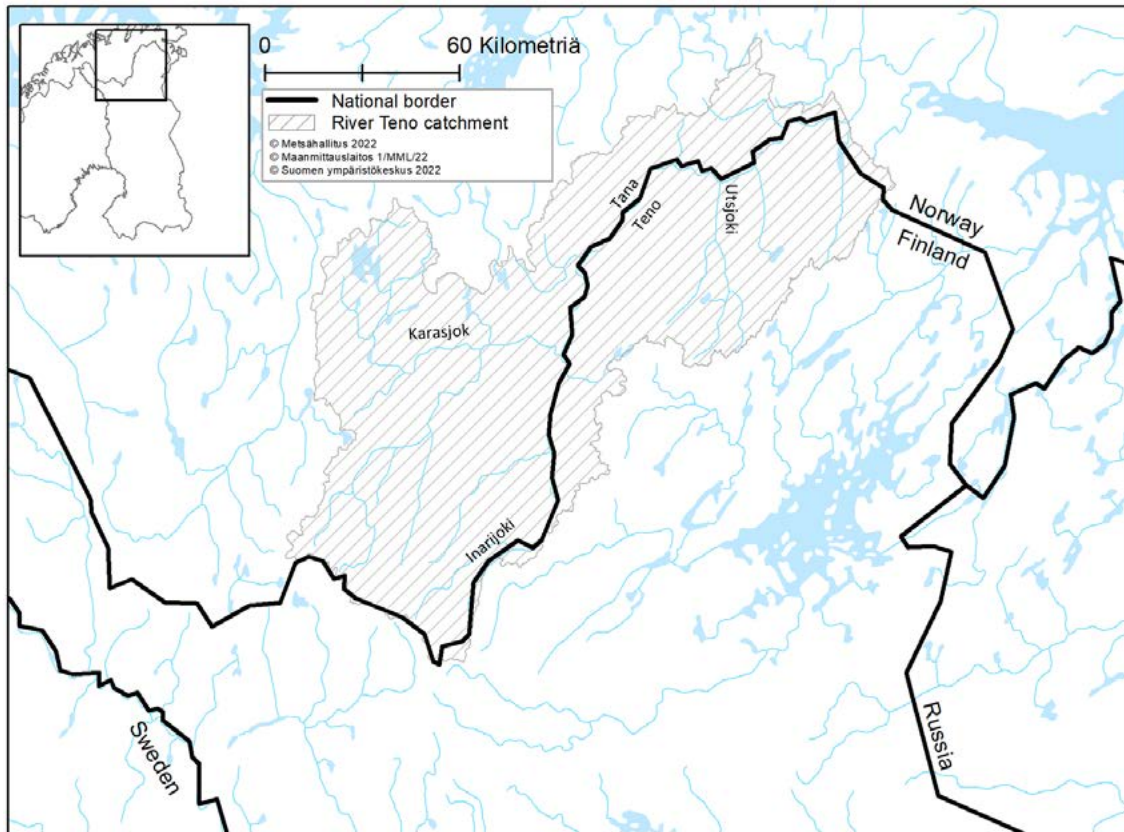 0 60 Kilometriä
National border
River Teno catchment
© Metsähallitus 2022
© Maanmittauslaitos 1/MML/22
© Suomen ympäristökeskus 2022
Tana
Teno
Utsjoki
Norway
Finland
Karasjok
Inarijoki
Sweden
Russia